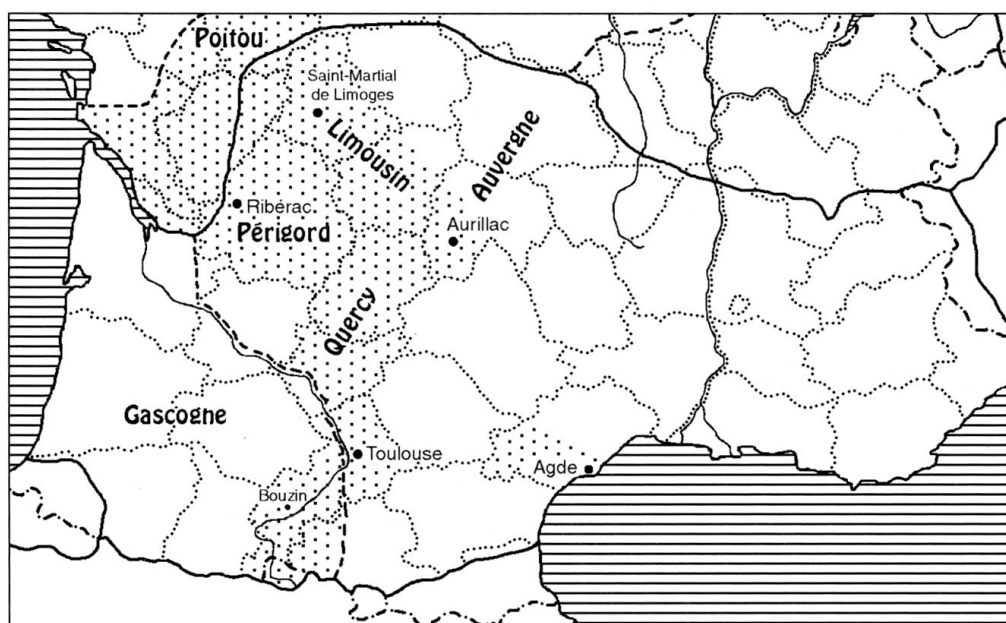 Poitou
Saint-Martial
de Limoges
Limousin
Auvergne
Ribérac
Périgord
Aurillac
Quercy
Gascogne
Toulouse
Agde
Bouzin